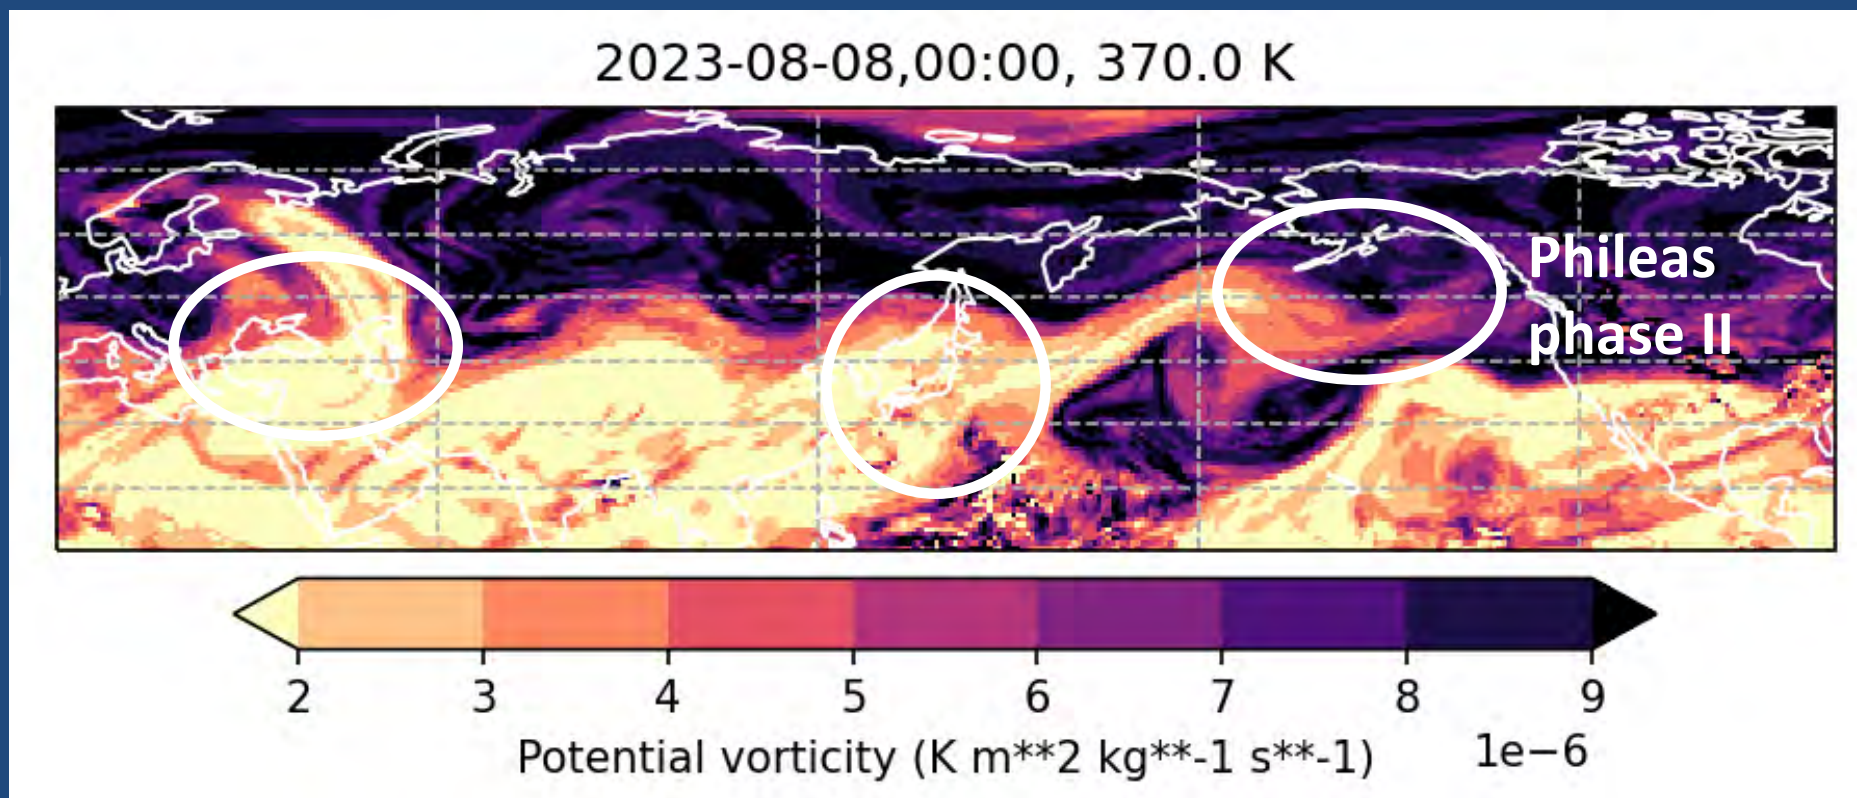 2023-08-08,00:00, 370.0 K
Phileas
phase II
2 3 4 5 6 7 8 9
Potential vorticity (K m**2 kg**-1 s**-1)
1e−6